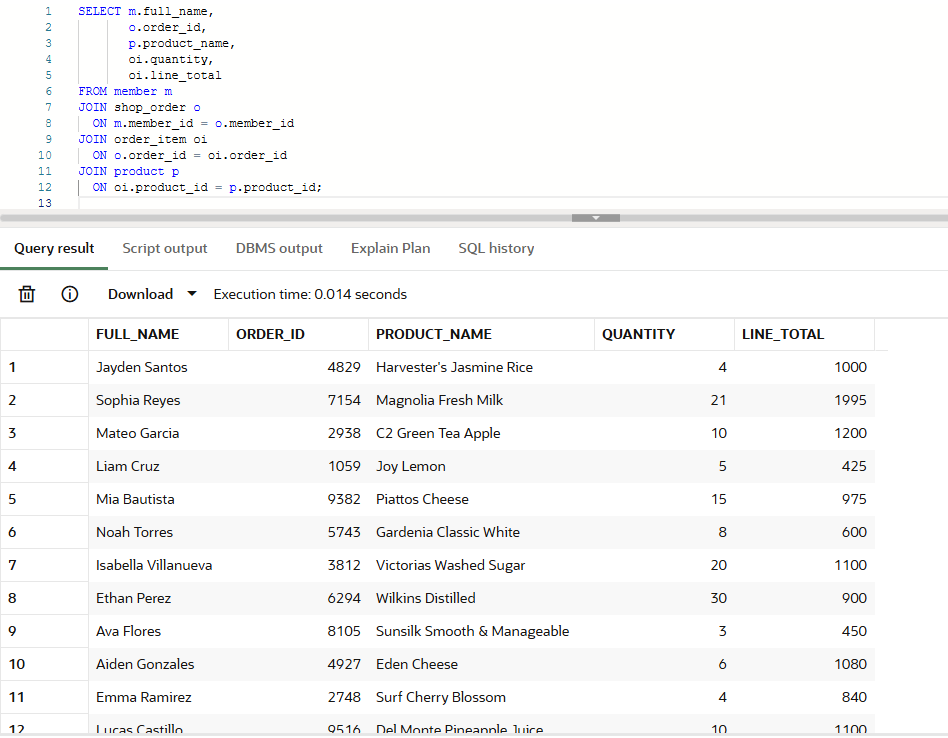 1 SELECT m.full_name,
2 o.order_id,
3 p.product_name,
4 oi.quantity,
5 oi.line_total
6 FROM member m
7 JOIN shop_order o
8 ON m.member_id = o.member_id
9 JOIN order_item oi
10 ON o.order_id = oi.order_id
11 JOIN product p
12 ON oi.product_id = p.product_id;
13
Query result Script output DBMS output Explain Plan SQL history
Download Execution time: 0.014 seconds
FULL_NAME ORDER_ID PRODUCT_NAME QUANTITY LINE_TOTAL
1 Jayden Santos 4829 Harvester's Jasmine Rice 4 1000
2 Sophia Reyes 7154 Magnolia Fresh Milk 21 1995
3 Mateo Garcia 2938 C2 Green Tea Apple 10 1200
4 Liam Cruz 1059 Joy Lemon 5 425
5 Mia Bautista 9382 Piattos Cheese 15 975
6 Noah Torres 5743 Gardenia Classic White 8 600
7 Isabella Villanueva 3812 Victorias Washed Sugar 20 1100
8 Ethan Perez 6294 Wilkins Distilled 30 900
9 Ava Flores 8105 Sunsilk Smooth & Manageable 3 450
10 Aiden Gonzales 4927 Eden Cheese 6 1080
11 Emma Ramirez 2748 Surf Cherry Blossom 4 840
12 Lucas Castillo 9516 Del Monte Pineapple Juice 10 1100